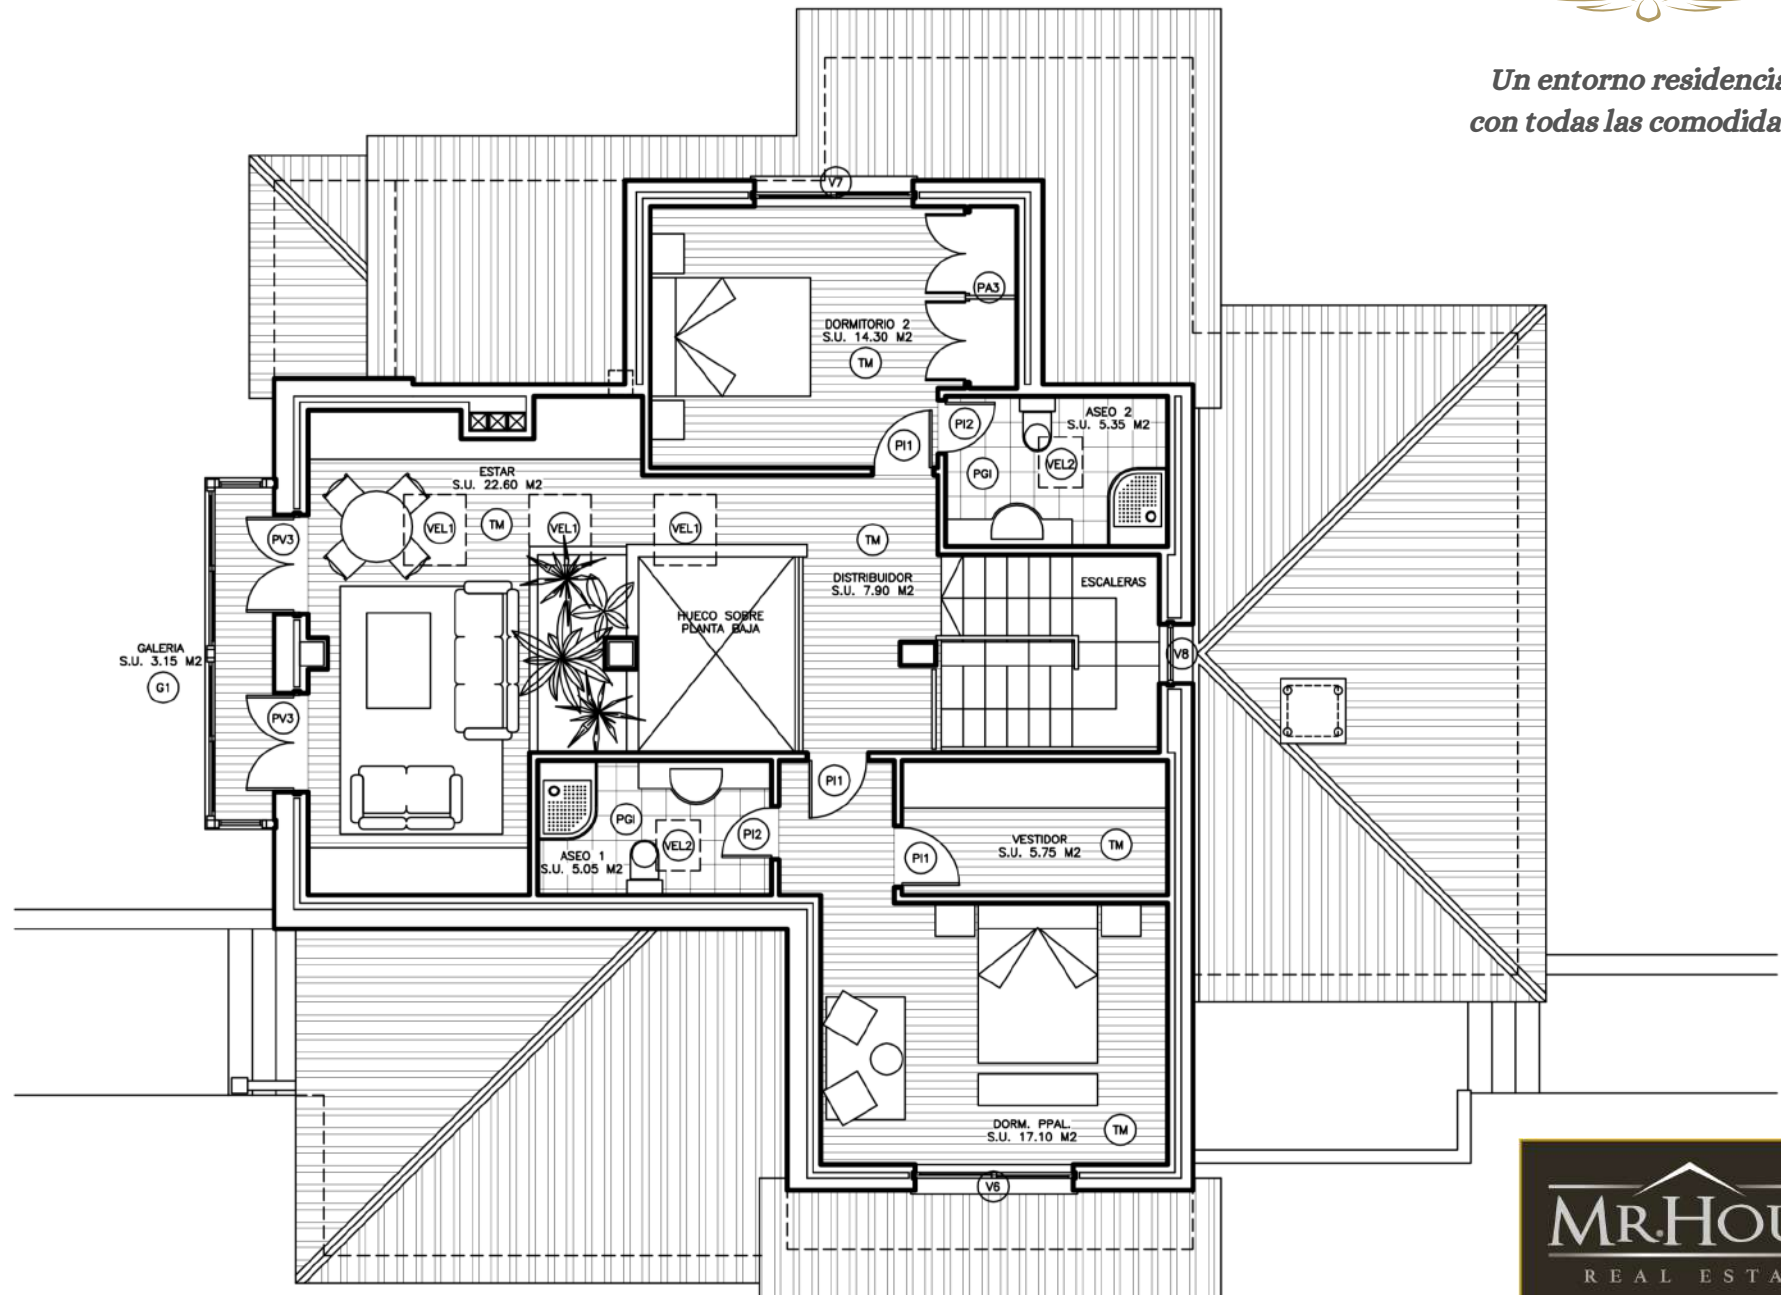 Un entorno residencia
con todas las comodida
V7
PA3
DORMITORIO 2
S.U. 14.30 M2
TM
PI1
PI2
ASEO 2
S.U. 5.35 M2
PGI
VEL2
ESTAR
S.U. 22.60 M2
VEL1
TM
VEL1
VEL1
TM
PV3
DISTRIBUIDOR
S.U. 7.90 M2
ESCALERAS
HUECO SOBRE
PLANTA BAJA
GALERIA
S.U. 3.15 M2
G1
V8
PV3
PI1
PGI
PI2
VEL2
ASEO 1
S.U. 5.05 M2
PI1
VESTIDOR
S.U. 5.75 M2
TM
DORM. PPAL.
S.U. 17.10 M2
TM
V6
MR.HOU
REAL ESTA